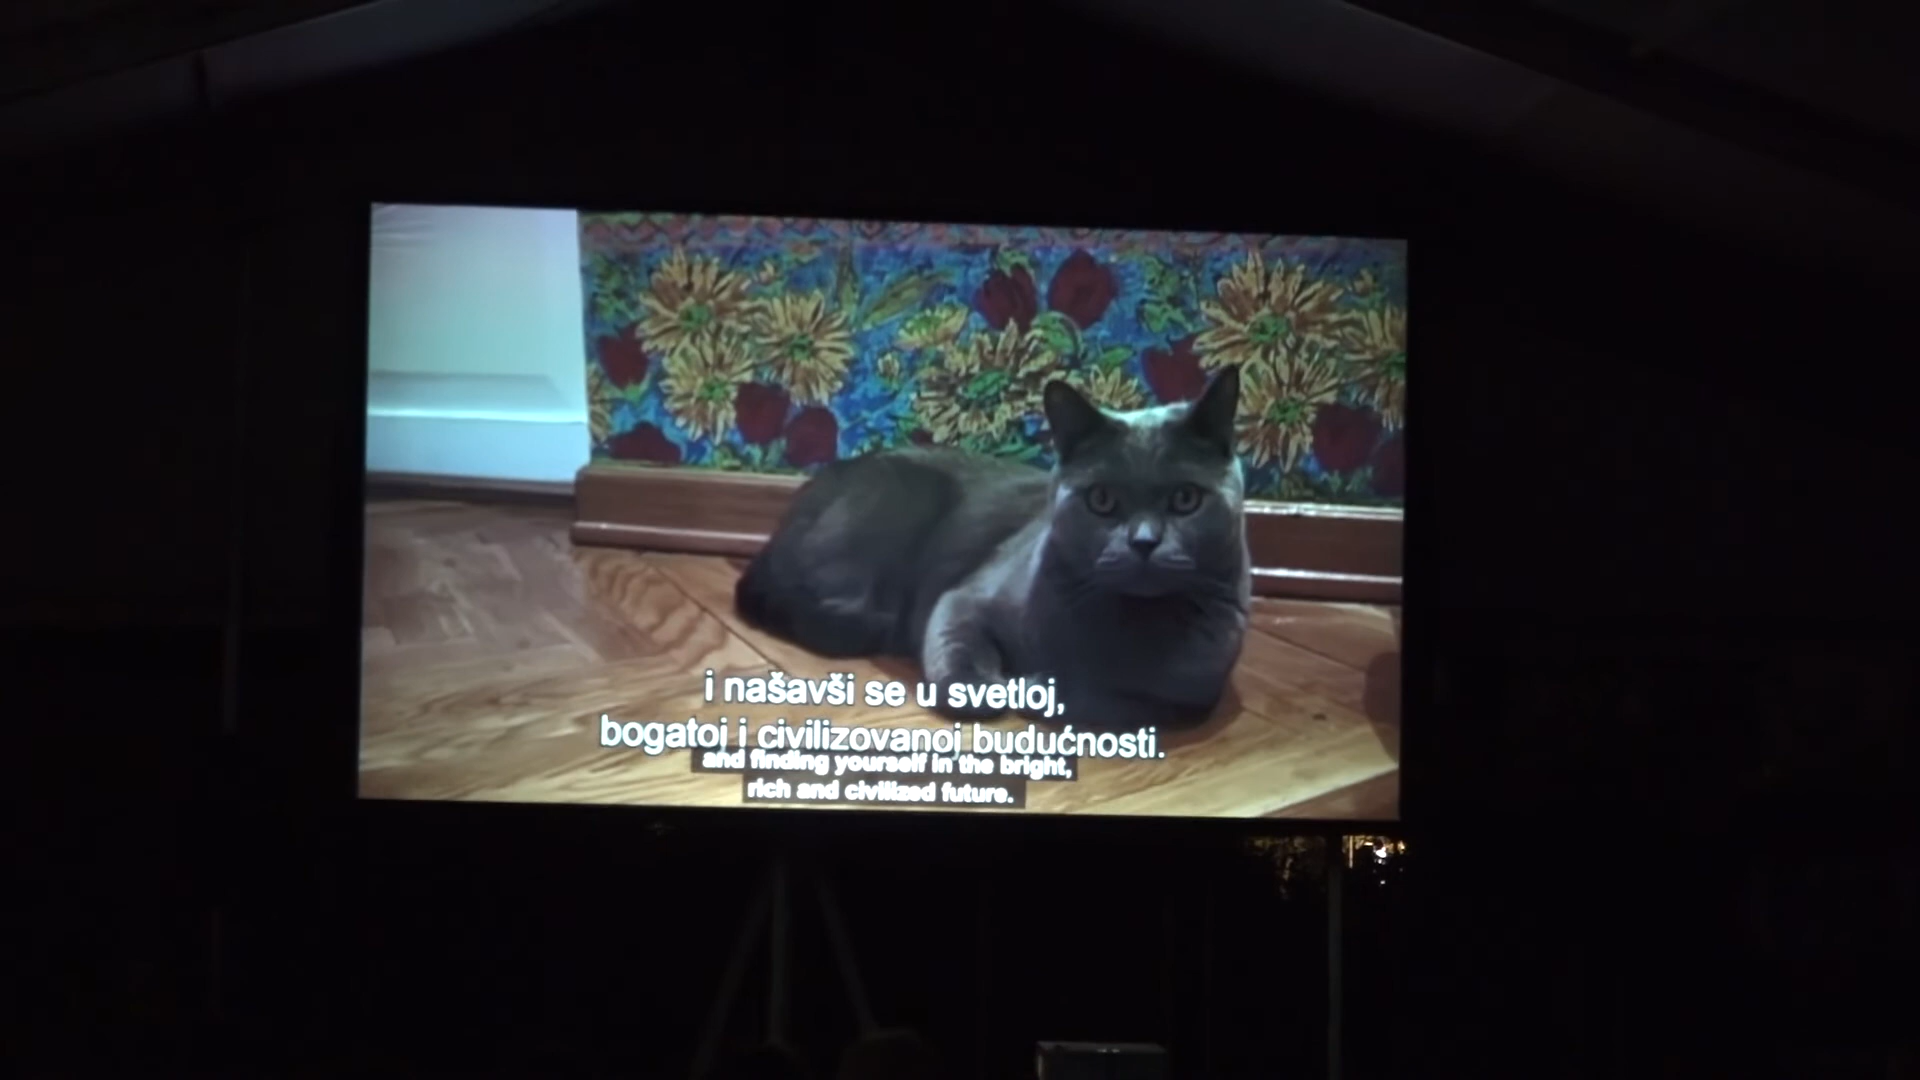 i našavši se u svetloj,
bogatoj i civilizovanoj budućnosti.
and finding yourself in the bright,
rich and civilized future.